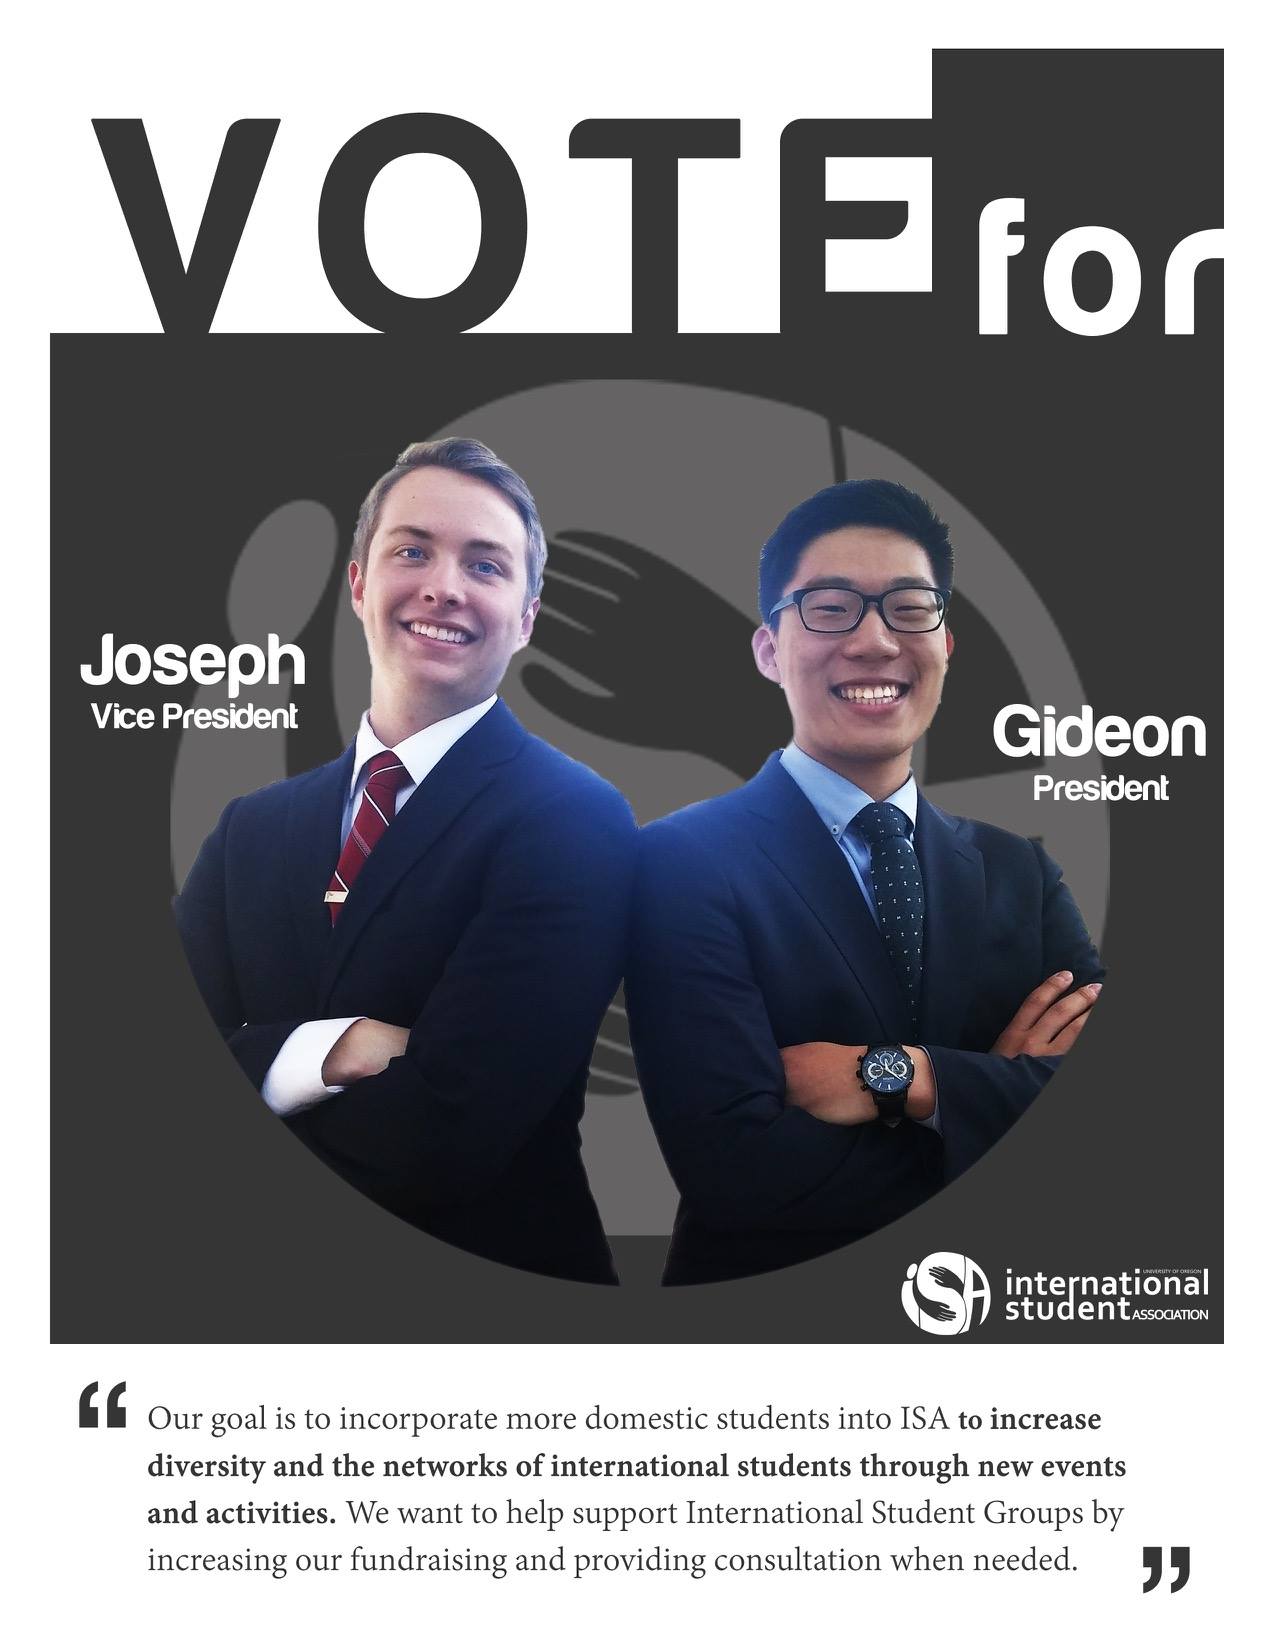 VOTE for
Joseph
Vice President
Gideon
President
iSA
UNIVERSITY OF OREGON
international
student ASSOCIATION
“Our goal is to incorporate more domestic students into ISA to increase
diversity and the networks of international students through new events
and activities. We want to help support International Student Groups by
increasing our fundraising and providing consultation when needed.”